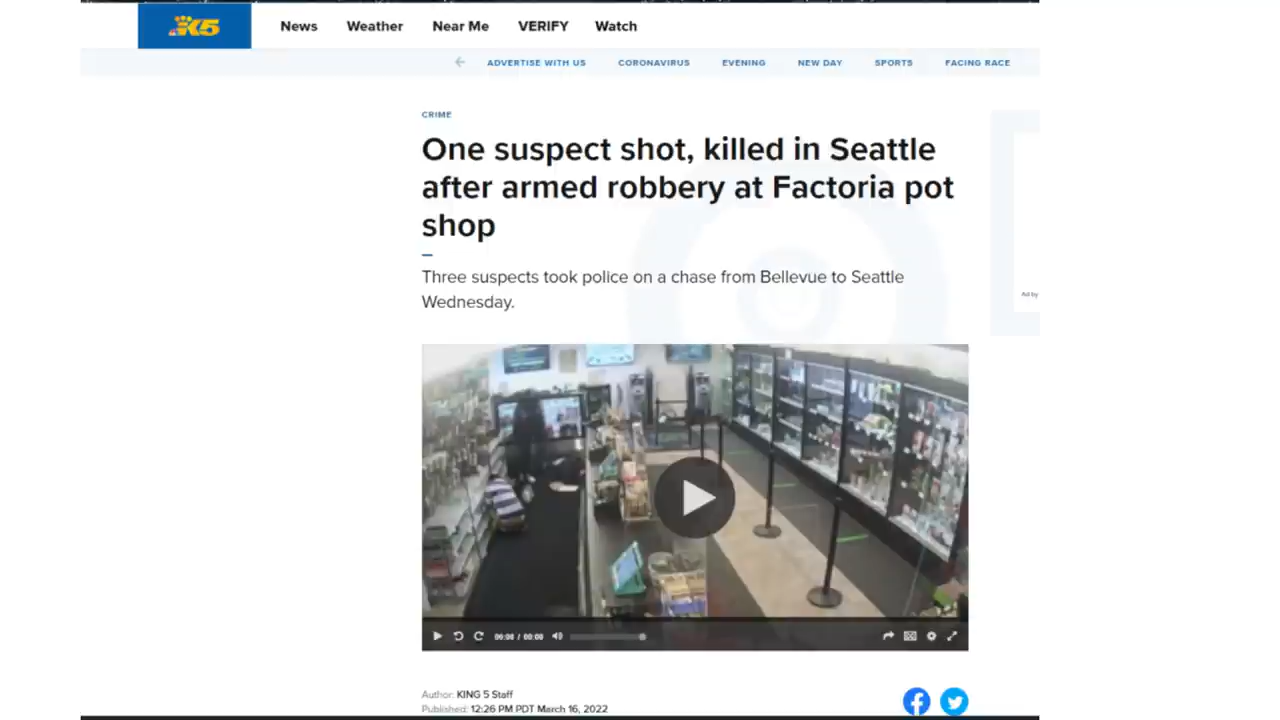 K5
News Weather Near Me VERIFY Watch
ADVERTISE WITH US CORONAVIRUS EVENING NEW DAY SPORTS FACING RACE
CRIME
One suspect shot, killed in Seattle
after armed robbery at Factoria pot
shop
Three suspects took police on a chase from Bellevue to Seattle
Wednesday.
Ad by
00:00 / 00:00
Author: KING 5 Staff
Published: 12:26 PM PDT March 16, 2022